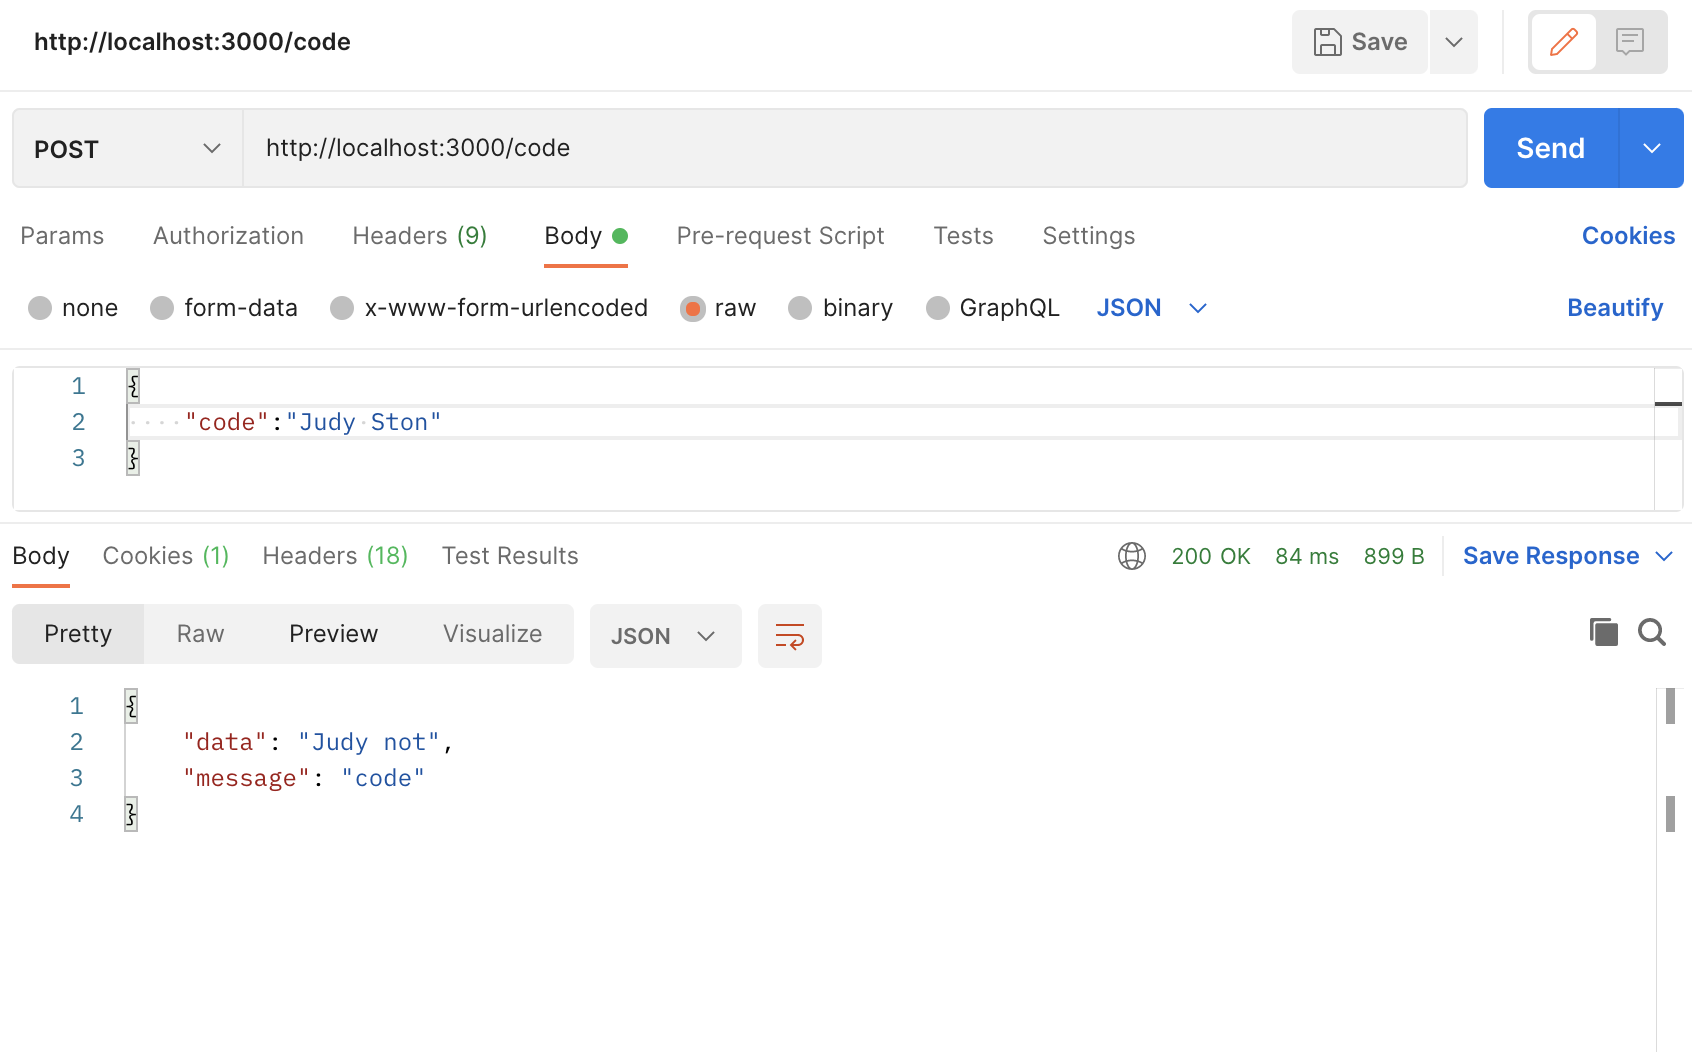 http://localhost:3000/code Save
POST http://localhost:3000/code Send
Params Authorization Headers (9) Body Pre-request Script Tests Settings Cookies
none form-data x-www-form-urlencoded raw binary GraphQL JSON Beautify
1 {
2 "code":"Judy Ston"
3 }
Body Cookies (1) Headers (18) Test Results 200 OK 84 ms 899 B Save Response
Pretty Raw Preview Visualize JSON
1 {
2 "data": "Judy not",
3 "message": "code"
4 }